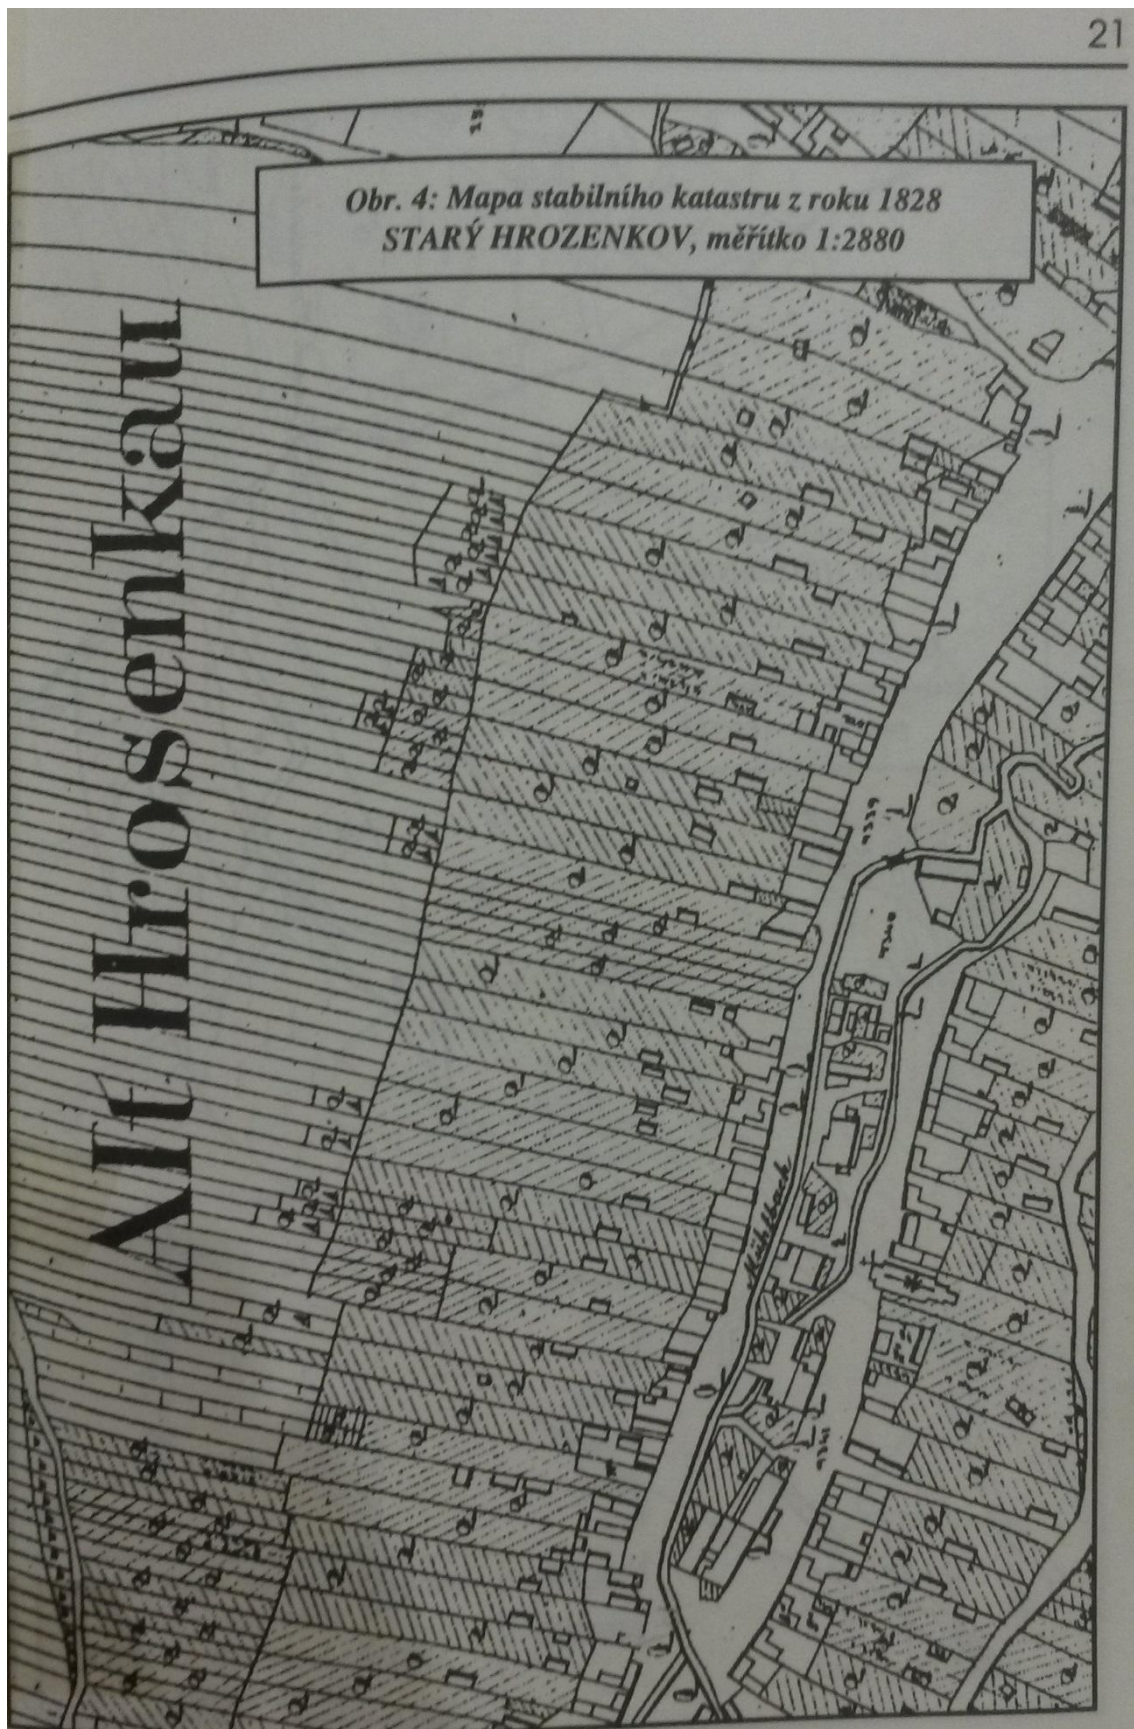 21
Obr. 4: Mapa stabilního katastru z roku 1828
STARÝ HROZENKOV, měřítko 1:2880
Alt Hrosenkau
Mühlbach